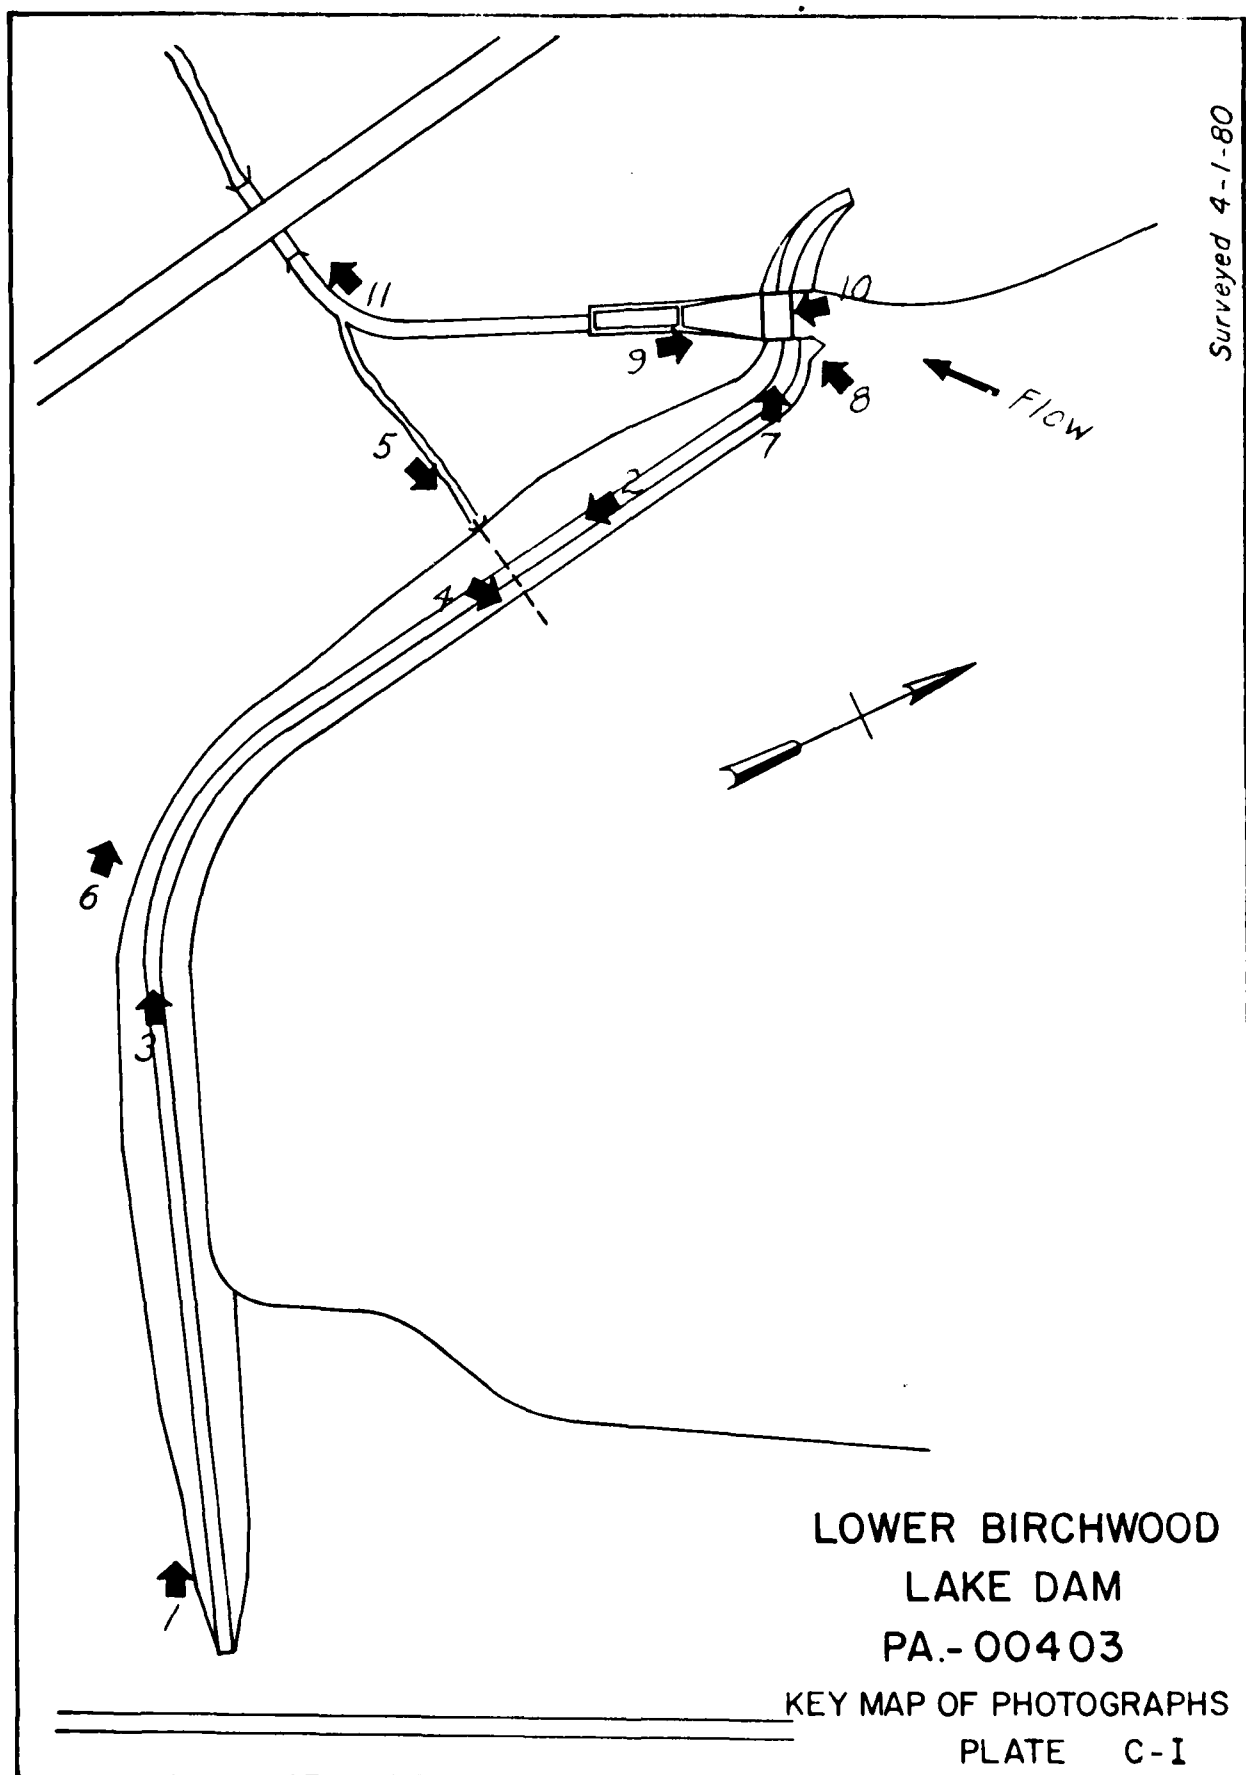 Surveyed 4-1-80
11
10
9
8
Flow
7
5
2
4
6
3
1
LOWER BIRCHWOOD
LAKE DAM
PA.-00403
KEY MAP OF PHOTOGRAPHS
PLATE C-I